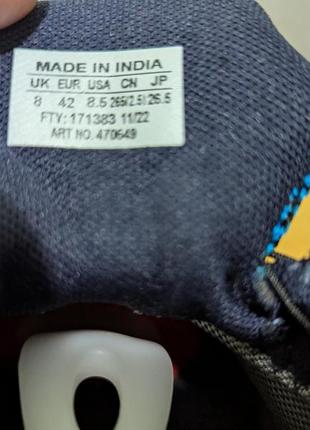 MADE IN INDIA
UK EUR USA CN JP
8 42 8.5 265(2.5) 26.5
FTY: 171383 11/22
ART NO. 470649